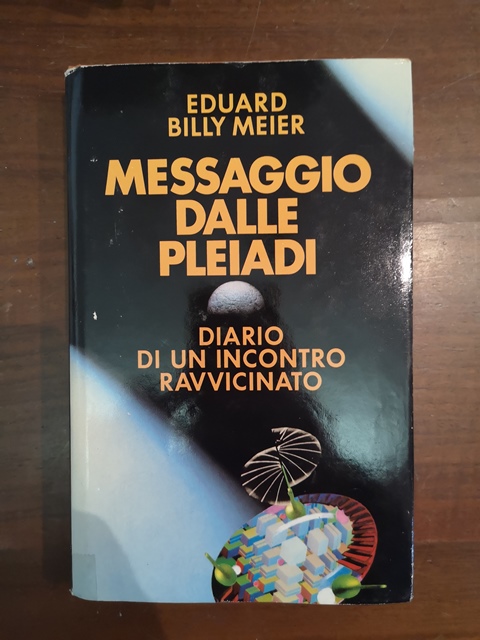 EDUARD
BILLY MEIER
MESSAGGIO
DALLE
PLEIADI
DIARIO
DI UN INCONTRO
RAVVICINATO